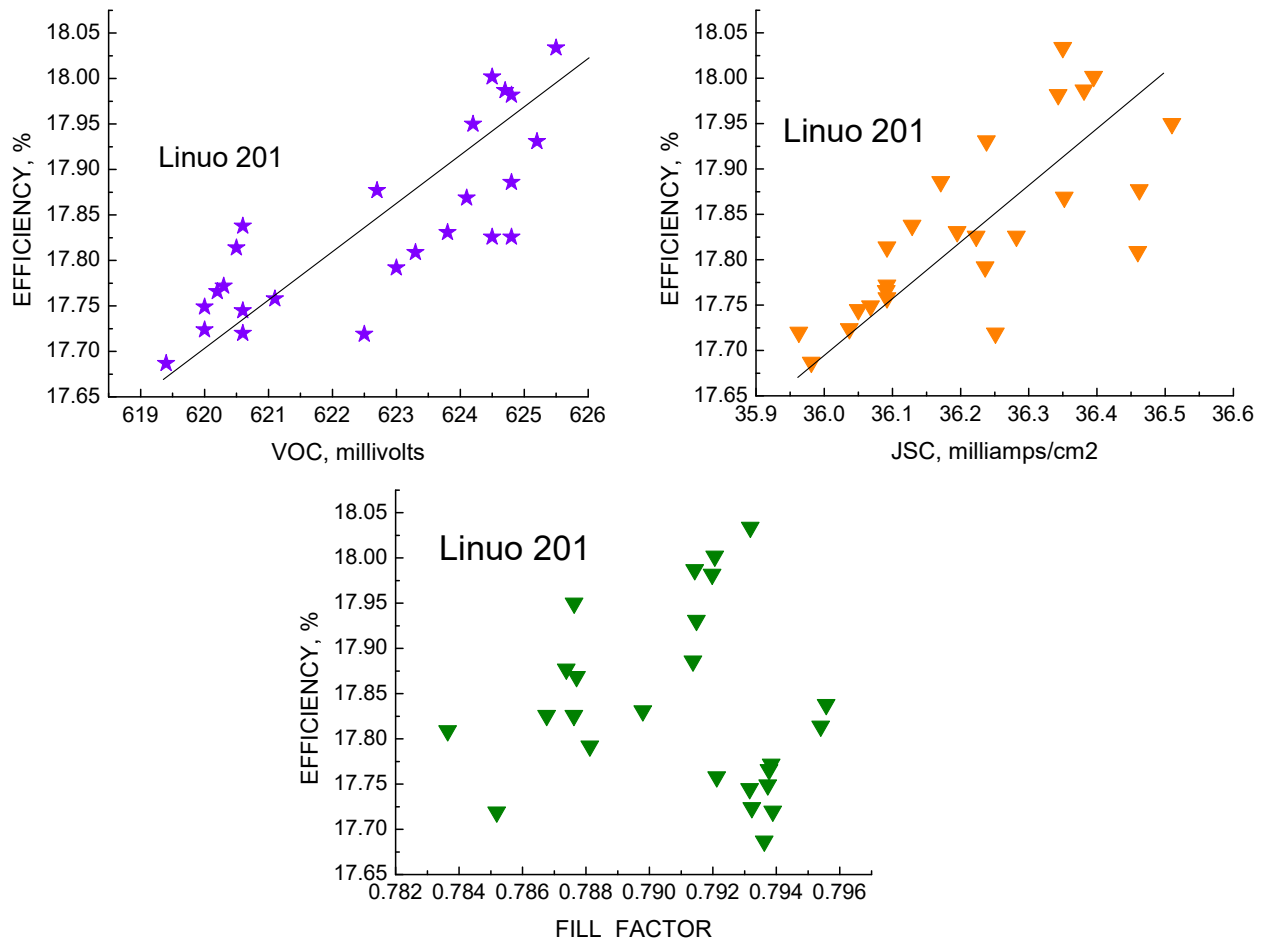 EFFICIENCY, %
18.05
18.00
17.95
17.90
17.85
17.80
17.75
17.70
17.65
Linuo 201
619 620 621 622 623 624 625 626
VOC, millivolts
EFFICIENCY, %
18.05
18.00
17.95
17.90
17.85
17.80
17.75
17.70
17.65
Linuo 201
35.9 36.0 36.1 36.2 36.3 36.4 36.5 36.6
JSC, milliamps/cm2
EFFICIENCY, %
18.05
18.00
17.95
17.90
17.85
17.80
17.75
17.70
17.65
Linuo 201
0.782 0.784 0.786 0.788 0.790 0.792 0.794 0.796
FILL FACTOR